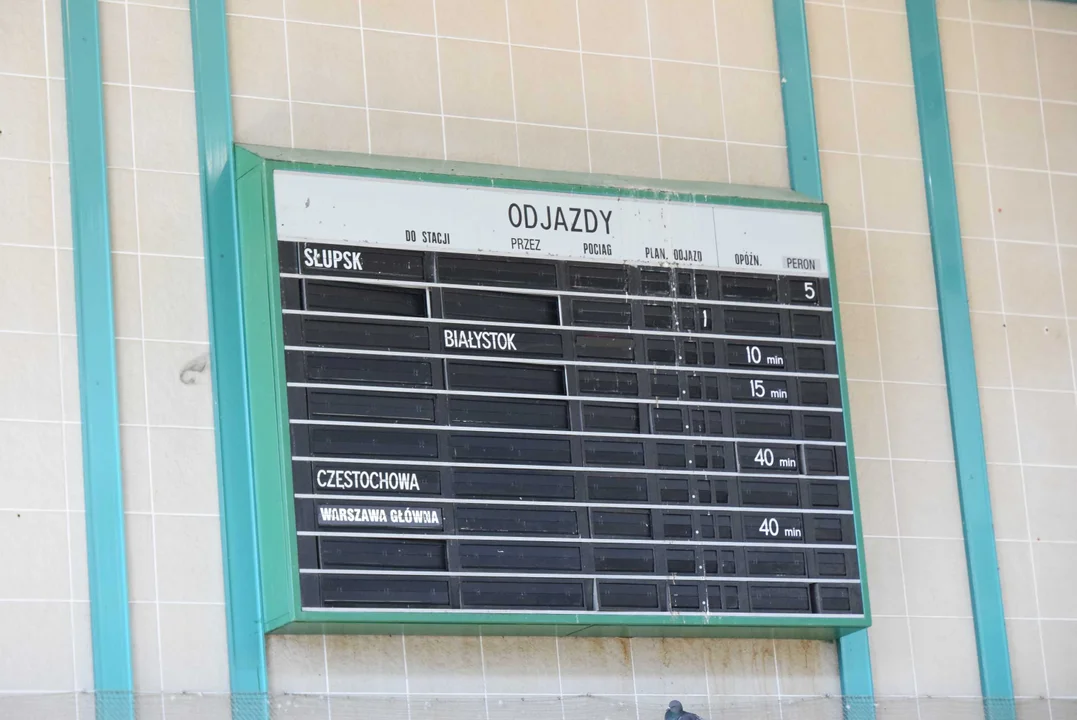 ODJAZDY
DO STACJI PRZEZ POCIĄG PLAN. ODJAZD OPÓŹN. PERON
SŁUPSK 5
1
BIAŁYSTOK 10 min
15 min
40 min
CZĘSTOCHOWA
WARSZAWA GŁÓWNA 40 min